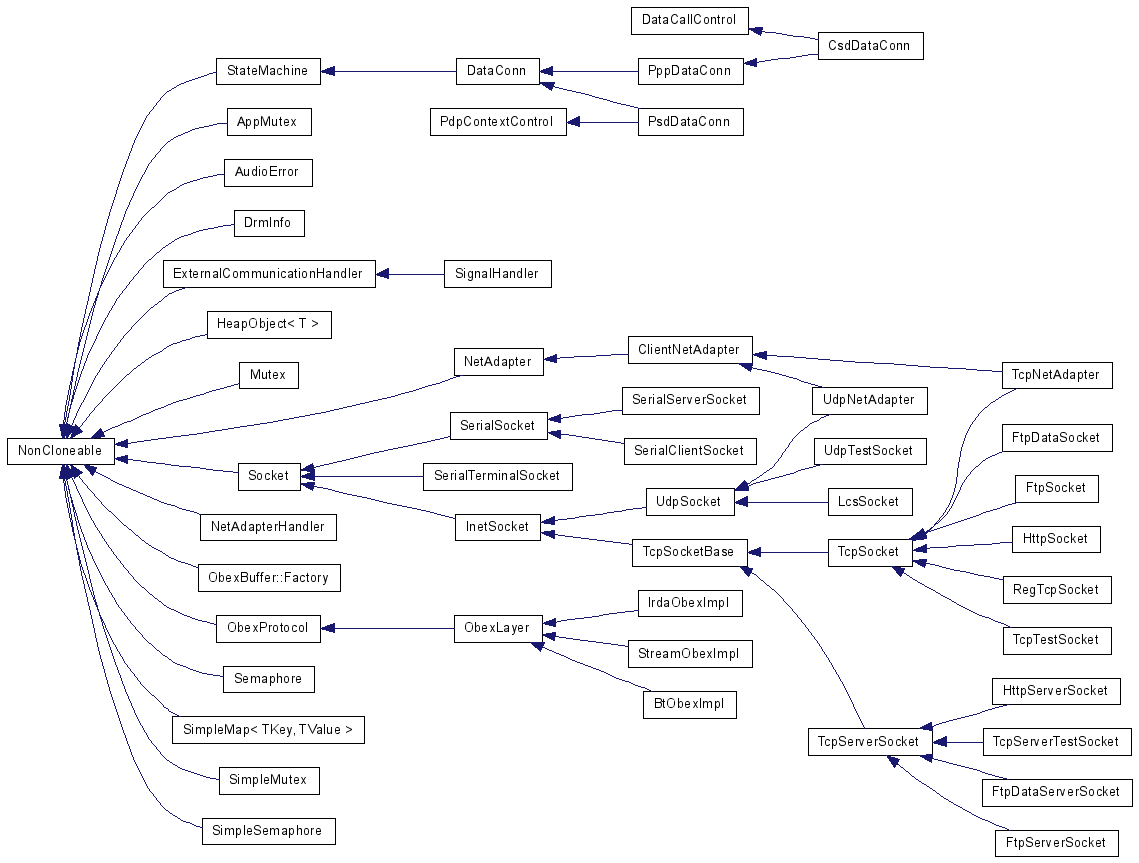 DataCallControl
CsdDataConn
StateMachine
DataConn
PppDataConn
AppMutex
PdpContextControl
PsdDataConn
AudioError
DrmInfo
ExternalCommunicationHandler
SignalHandler
HeapObject< T >
NetAdapter
ClientNetAdapter
Mutex
TcpNetAdapter
SerialServerSocket
UdpNetAdapter
SerialSocket
FtpDataSocket
NonCloneable
SerialClientSocket
UdpTestSocket
Socket
SerialTerminalSocket
FtpSocket
UdpSocket
LcsSocket
NetAdapterHandler
InetSocket
HttpSocket
TcpSocketBase
TcpSocket
ObexBuffer::Factory
RegTcpSocket
IrdaObexImpl
ObexProtocol
ObexLayer
TcpTestSocket
StreamObexImpl
Semaphore
HttpServerSocket
BtObexImpl
SimpleMap< TKey, TValue >
TcpServerSocket
TcpServerTestSocket
SimpleMutex
FtpDataServerSocket
SimpleSemaphore
FtpServerSocket